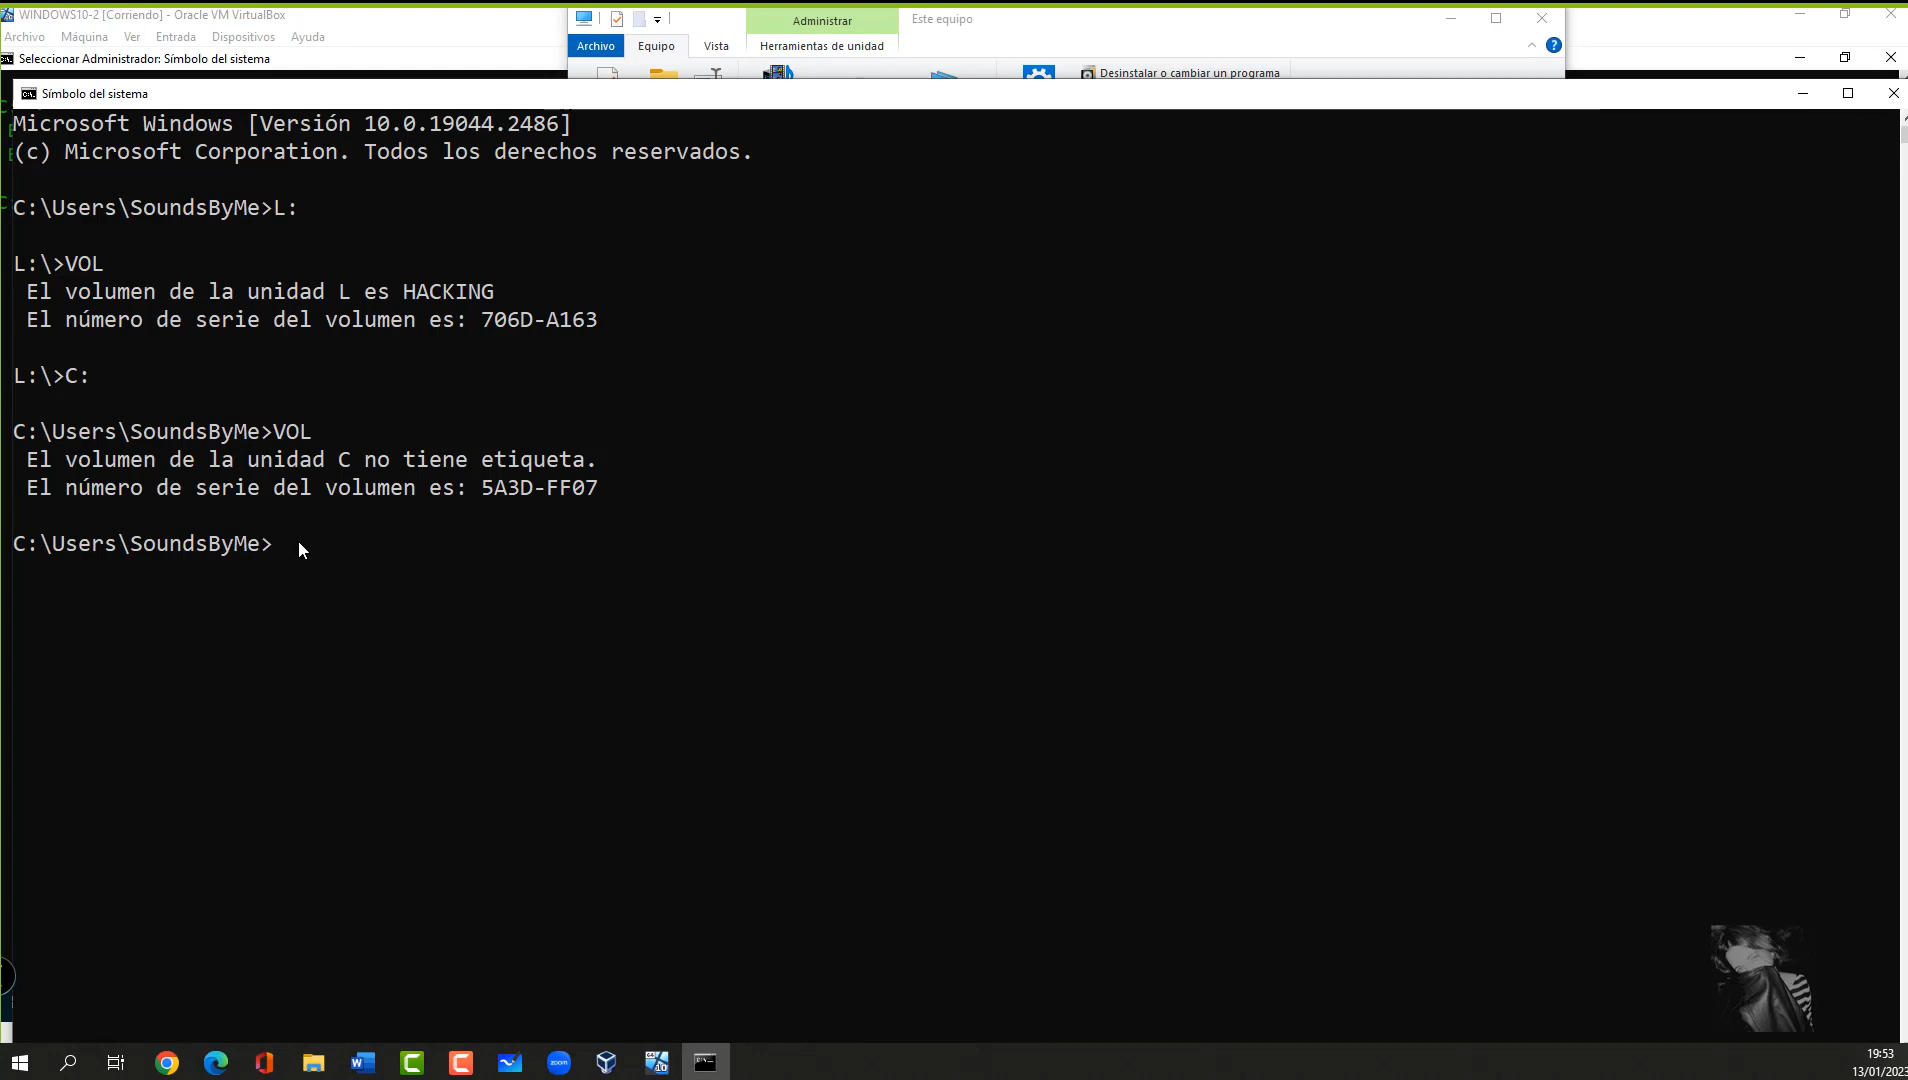 WINDOWS10-2 [Corriendo] - Oracle VM VirtualBox
Archivo Máquina Ver Entrada Dispositivos Ayuda
Seleccionar Administrador: Símbolo del sistema
Administrar Este equipo
Archivo Equipo Vista Herramientas de unidad
Desinstalar o cambiar un programa
Símbolo del sistema
Microsoft Windows [Versión 10.0.19044.2486]
(c) Microsoft Corporation. Todos los derechos reservados.
C:\Users\SoundsByMe>L:
L:\>VOL
El volumen de la unidad L es HACKING
El número de serie del volumen es: 706D-A163
L:\>C:
C:\Users\SoundsByMe>VOL
El volumen de la unidad C no tiene etiqueta.
El número de serie del volumen es: 5A3D-FF07
C:\Users\SoundsByMe>
zoom
19:53
13/01/2023